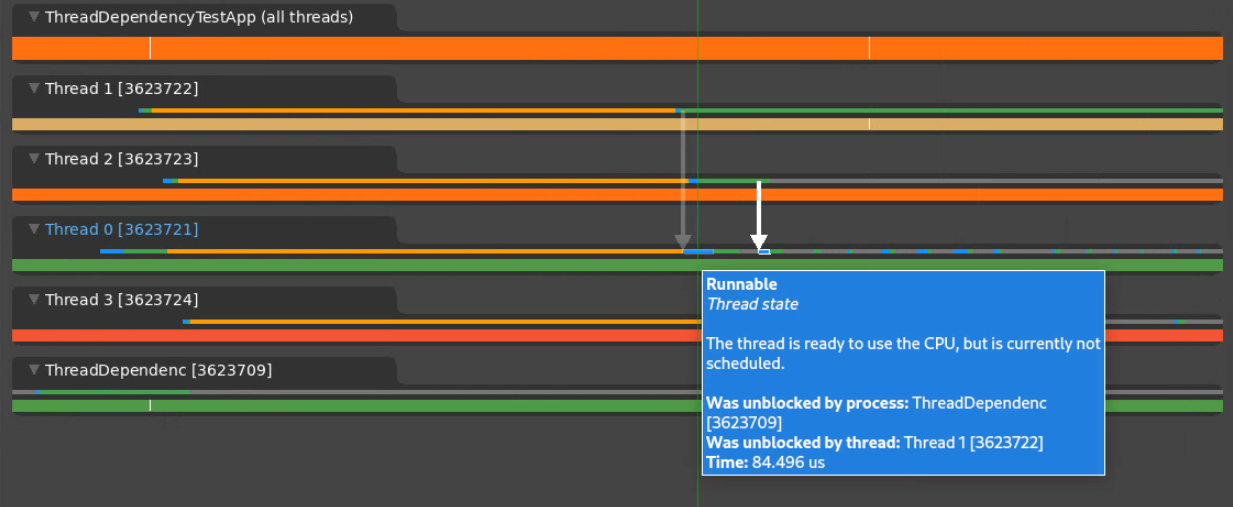 ThreadDependencyTestApp (all threads)
Thread 1 [3623722]
Thread 2 [3623723]
Thread 0 [3623721]
Thread 3 [3623724]
ThreadDependenc [3623709]
Runnable
Thread state
The thread is ready to use the CPU, but is currently not
scheduled.
Was unblocked by process: ThreadDependenc
[3623709]
Was unblocked by thread: Thread 1 [3623722]
Time: 84.496 us